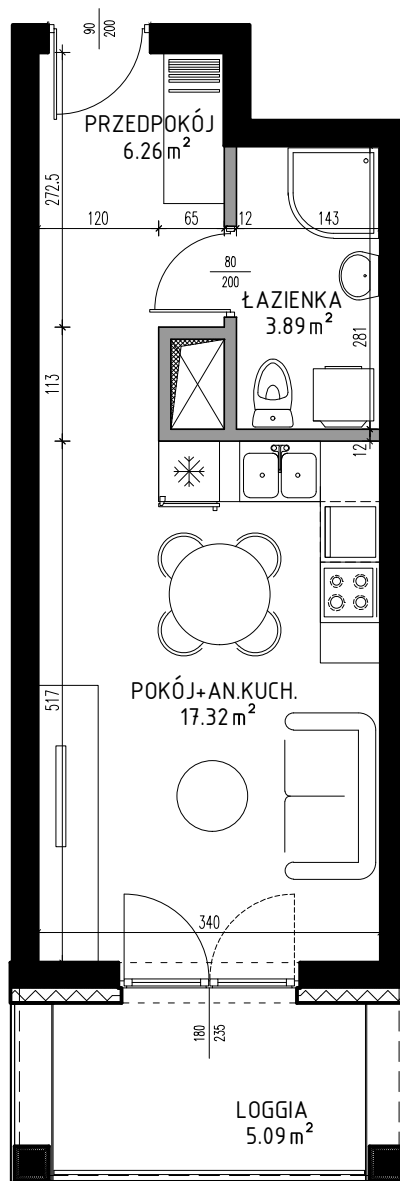 90
200
PRZEDPOKÓJ
6.26 m²
272.5
120
65
12
143
80
200
ŁAZIENKA
3.89 m²
281
113
12
POKÓJ+AN.KUCH.
17.32 m²
517
340
180
235
LOGGIA
5.09 m²